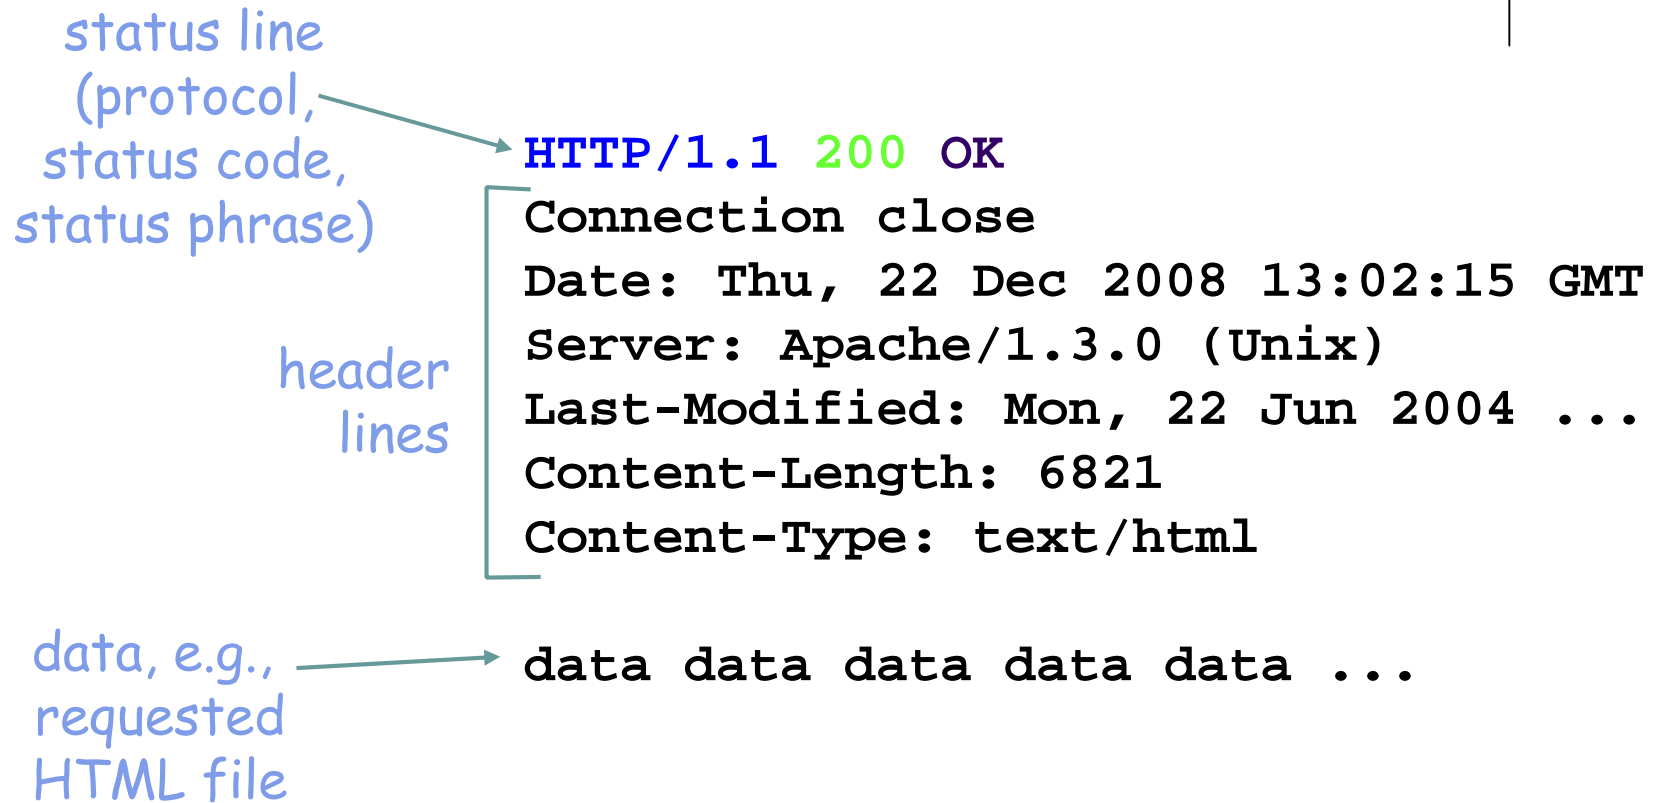 status line
(protocol,
status code,
status phrase)
HTTP/1.1 200 OK
Connection close
Date: Thu, 22 Dec 2008 13:02:15 GMT
Server: Apache/1.3.0 (Unix)
Last-Modified: Mon, 22 Jun 2004 ...
Content-Length: 6821
Content-Type: text/html
header
lines
data, e.g.,
requested
HTML file
data data data data data ...